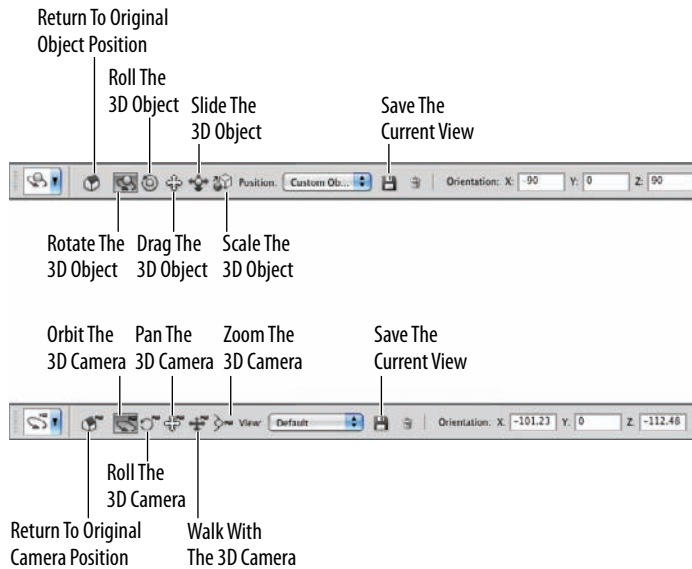 Return To Original
Object Position
Roll The
3D Object
Slide The
3D Object
Save The
Current View
Position: Custom Ob... Orientation: X: -90 Y: 0 Z: 90
Rotate The
3D Object
Drag The
3D Object
Scale The
3D Object
Orbit The
3D Camera
Pan The
3D Camera
Zoom The
3D Camera
Save The
Current View
View: Default Orientation: X: -101.23 Y: 0 Z: -112.48
Roll The
3D Camera
Return To Original
Camera Position
Walk With
The 3D Camera